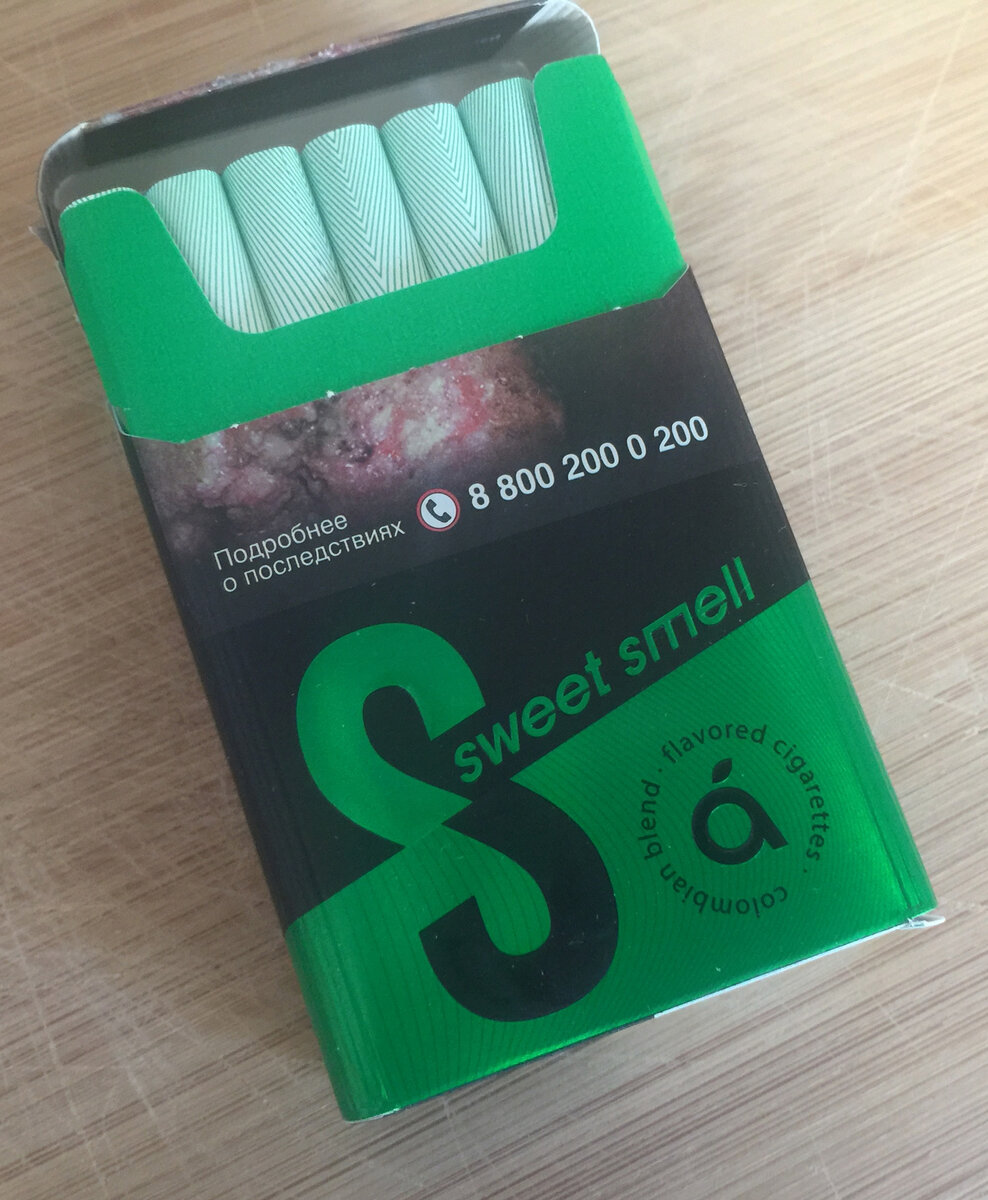 Подробнее
о последствиях
8 800 200 0 200
S
sweet smell
flavored cigarettes · colombian blend ·
á